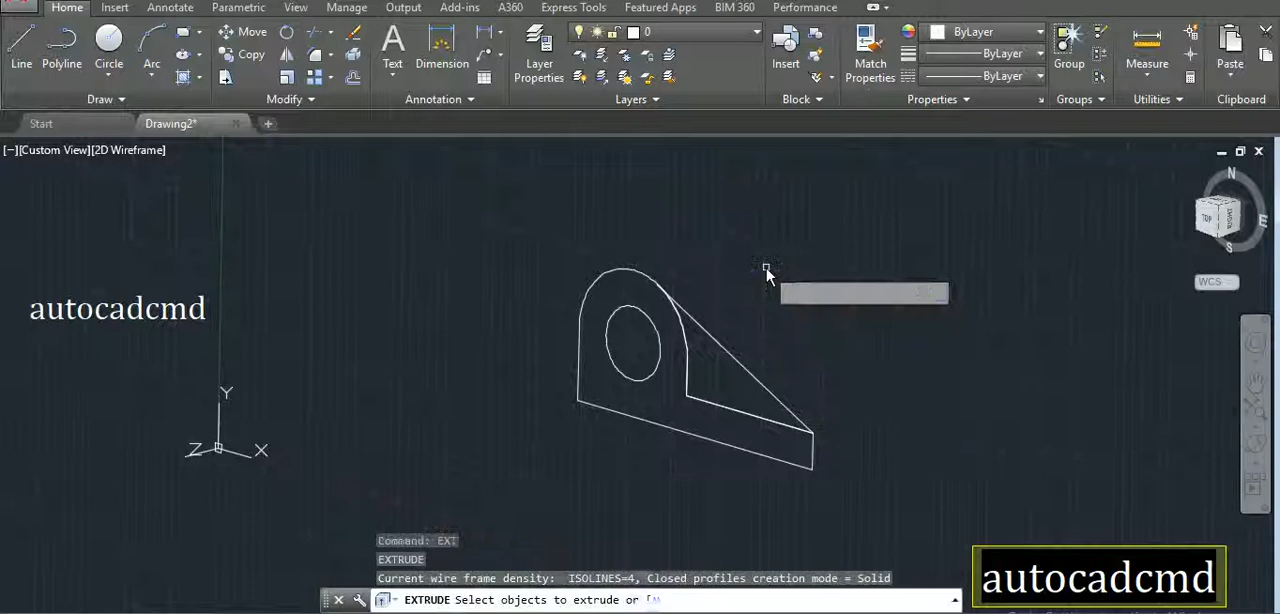 Home Insert Annotate Parametric View Manage Output Add-ins A360 Express Tools Featured Apps BIM 360 Performance
Line Polyline Circle Arc Move Copy Text Dimension Layer Properties 0 Insert Match Properties ByLayer ByLayer ByLayer Group Measure Paste
Draw Modify Annotation Layers Block Properties Groups Utilities Clipboard
Start Drawing2* +
[−][Custom View][2D Wireframe]
N
TOP RIGHT E
S
WCS
autocadcmd
Y
Z X
Command: EXT
EXTRUDE
Current wire frame density: ISOLINES=4, Closed profiles creation mode = Solid
EXTRUDE Select objects to extrude or [
autocadcmd